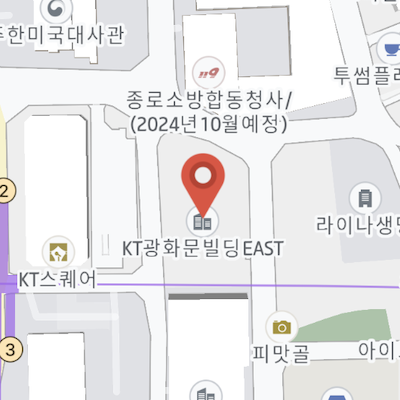 주한미국대사관
119
투썸플러
종로소방합동청사/
(2024년10월예정)
2
라이나생명
KT광화문빌딩EAST
KT스퀘어
3
피맛골
아이